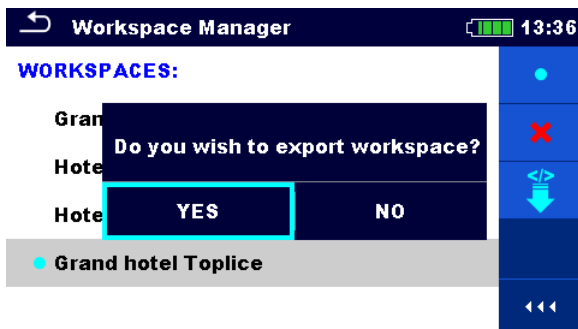 Workspace Manager 13:36
WORKSPACES:
Gran
Do you wish to export workspace?
Hote
Hote YES NO
Grand hotel Toplice